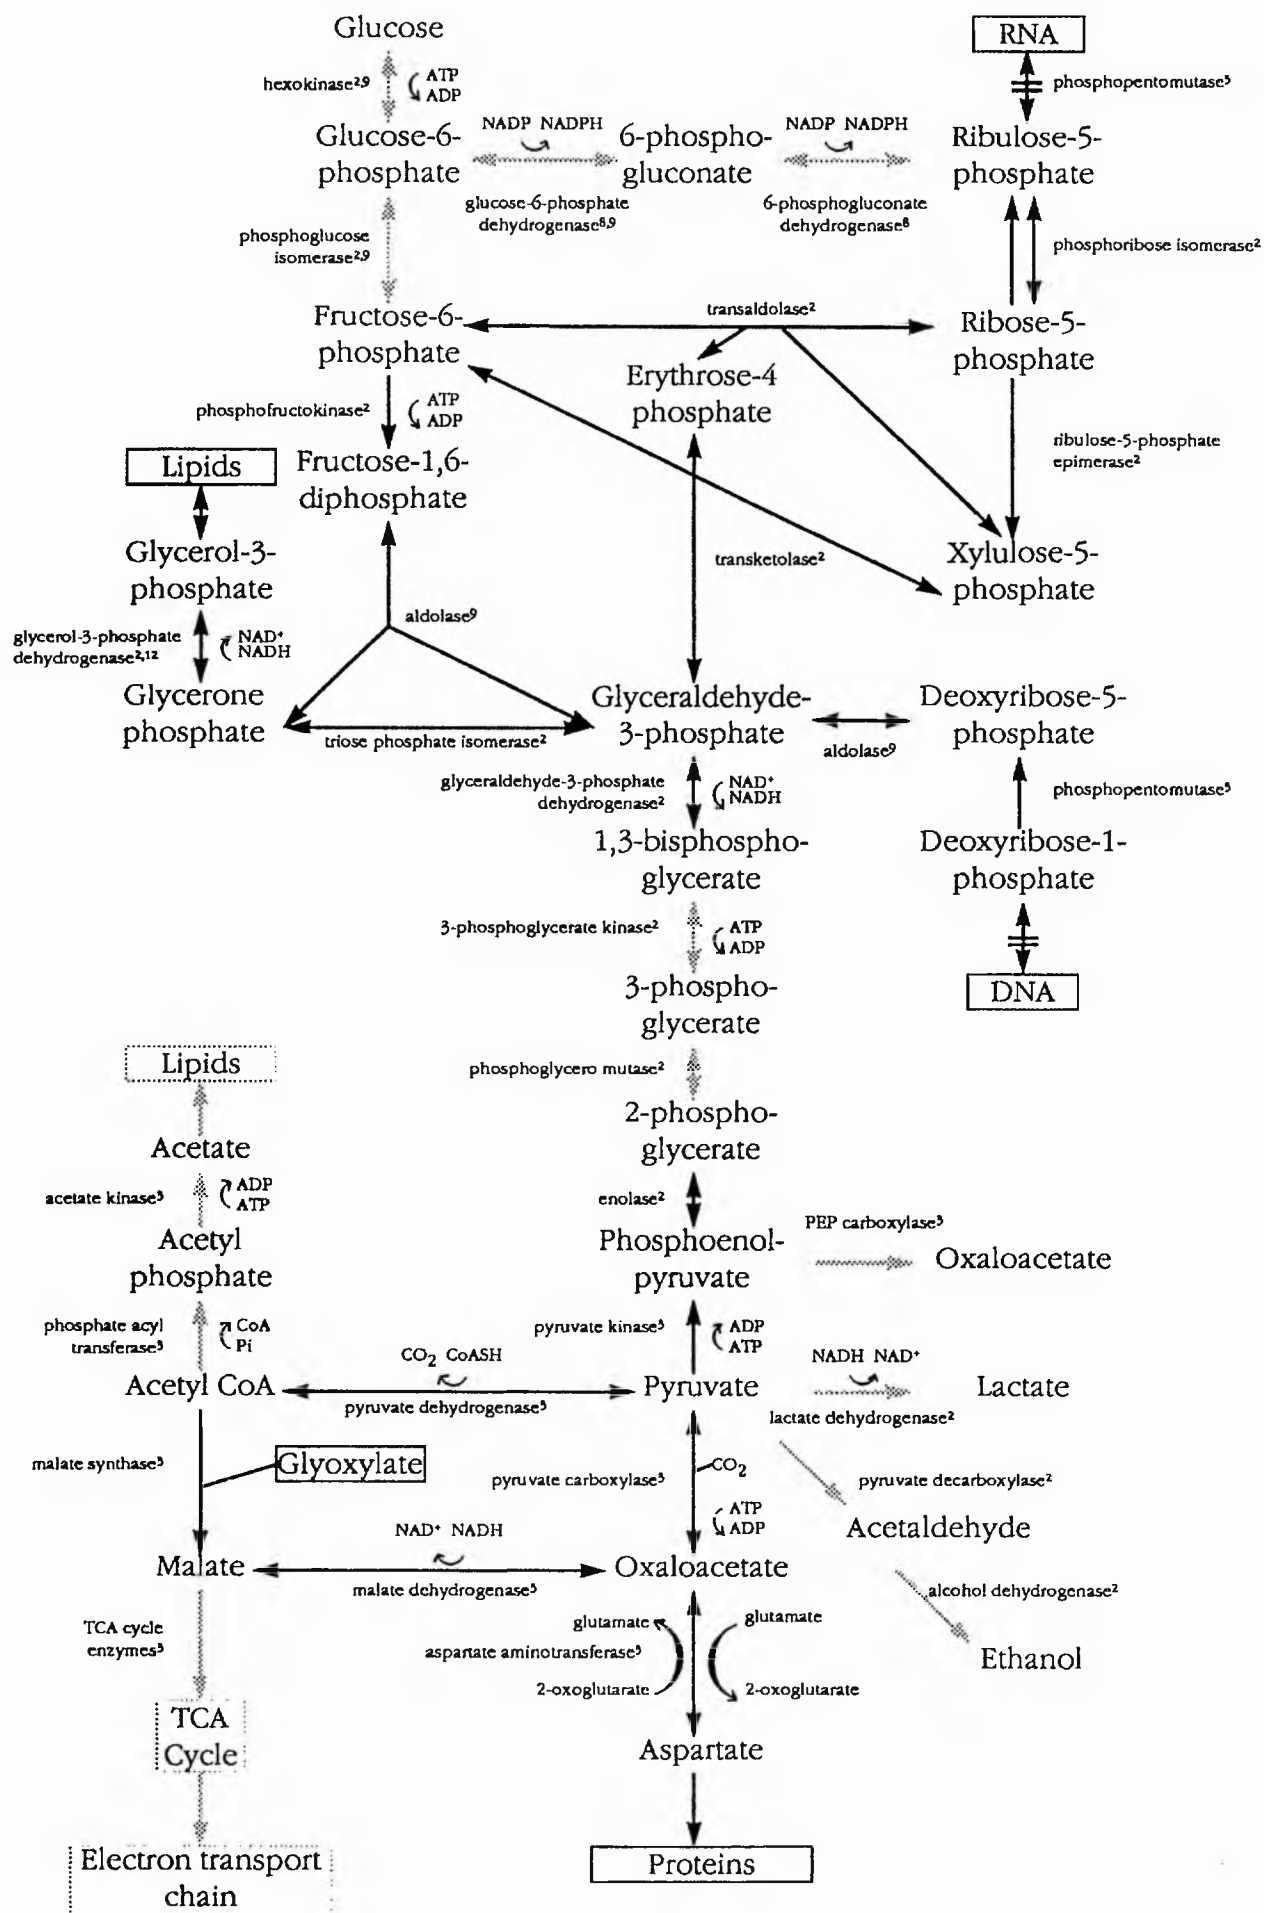 Glucose
RNA
hexokinase²,⁹
ATP
ADP
phosphopentomutase⁵
Glucose-6-
phosphate
NADP NADPH
6-phospho-
gluconate
NADP NADPH
Ribulose-5-
phosphate
glucose-6-phosphate
dehydrogenase⁸,⁹
6-phosphogluconate
dehydrogenase⁸
phosphoglucose
isomerase²,⁹
phosphoribose isomerase²
Fructose-6-
phosphate
transaldolase²
Ribose-5-
phosphate
Erythrose-4
phosphate
phosphofructokinase²
ATP
ADP
ribulose-5-phosphate
epimerase²
Lipids
Fructose-1,6-
diphosphate
Glycerol-3-
phosphate
transketolase²
Xylulose-5-
phosphate
aldolase⁹
glycerol-3-phosphate
dehydrogenase²,¹²
NAD⁺
NADH
Glycerone
phosphate
triose phosphate isomerase²
Glyceraldehyde-
3-phosphate
aldolase⁹
Deoxyribose-5-
phosphate
glyceraldehyde-3-phosphate
dehydrogenase²
NAD⁺
NADH
phosphopentomutase⁵
1,3-bisphospho-
glycerate
Deoxyribose-1-
phosphate
3-phosphoglycerate kinase²
ATP
ADP
DNA
3-phospho-
glycerate
Lipids
phosphoglycero mutase²
2-phospho-
glycerate
Acetate
acetate kinase⁵
ADP
ATP
enolase²
Acetyl
phosphate
Phosphoenol-
pyruvate
PEP carboxylase⁵
Oxaloacetate
phosphate acyl
transferase⁵
CoA
Pi
pyruvate kinase⁵
ADP
ATP
Acetyl CoA
CO₂ CoASH
pyruvate dehydrogenase⁵
Pyruvate
NADH NAD⁺
lactate dehydrogenase²
Lactate
malate synthase⁵
Glyoxylate
pyruvate carboxylase⁵
CO₂
ATP
ADP
pyruvate decarboxylase²
Acetaldehyde
Malate
NAD⁺ NADH
malate dehydrogenase⁵
Oxaloacetate
alcohol dehydrogenase²
Ethanol
TCA cycle
enzymes⁵
glutamate
aspartate aminotransferase⁵
2-oxoglutarate
glutamate
2-oxoglutarate
TCA
Cycle
Aspartate
Electron transport
chain
Proteins